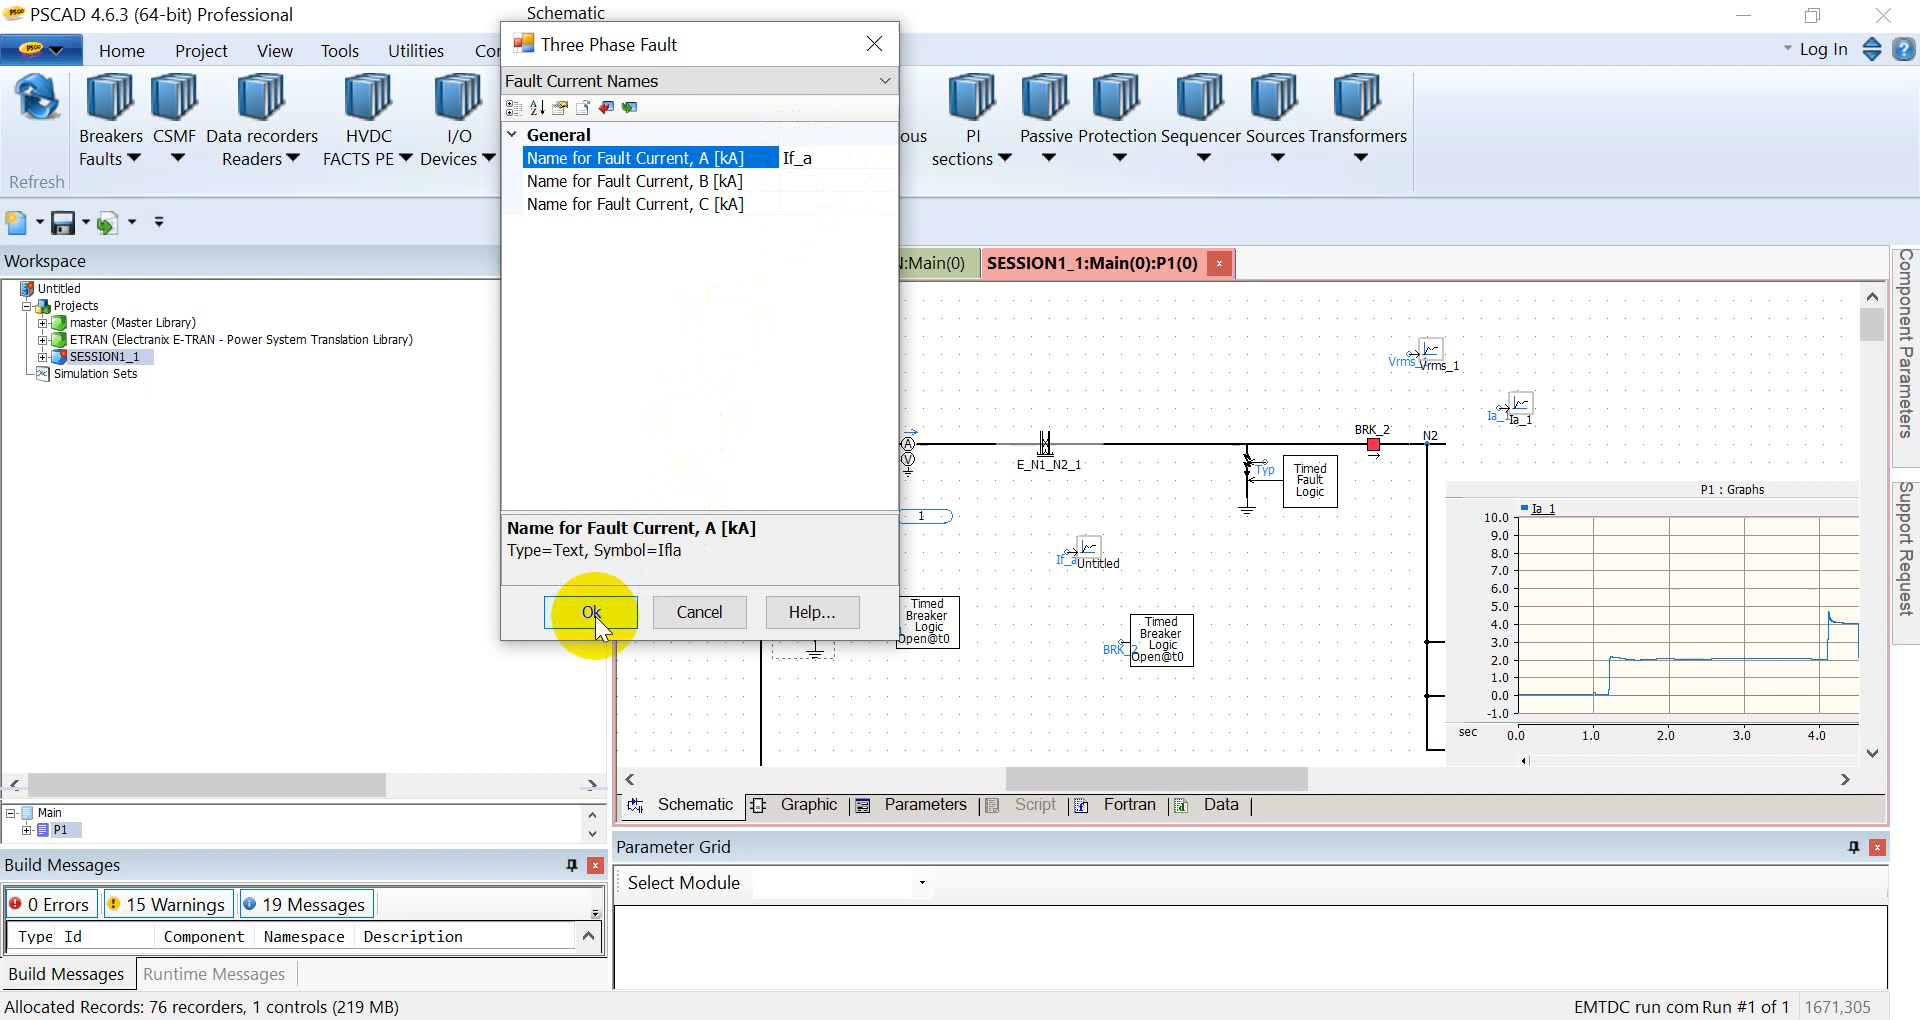 PSCAD 4.6.3 (64-bit) Professional
Schematic
Home Project View Tools Utilities Con
Log In
Refresh
Breakers
Faults
CSMF
Data recorders
Readers
HVDC
FACTS PE
I/O
Devices
ous
PI
sections
Passive
Protection
Sequencer
Sources
Transformers
Three Phase Fault
Fault Current Names
General
Name for Fault Current, A [kA] If_a
Name for Fault Current, B [kA]
Name for Fault Current, C [kA]
Name for Fault Current, A [kA]
Type=Text, Symbol=Ifla
Ok Cancel Help...
Workspace
Untitled
Projects
master (Master Library)
ETRAN (Electranix E-TRAN - Power System Translation Library)
SESSION1_1
Simulation Sets
:Main(0) SESSION1_1:Main(0):P1(0)
Vrms_1
Ia_1
Ia_1
BRK_2
N2
A
V
E_N1_N2_1
Typ
Timed
Fault
Logic
1
If_a
Untitled
Timed
Breaker
Logic
Open@t0
Timed
Breaker
Logic
Open@t0
BRK_2
P1 : Graphs
Ia_1
10.0
9.0
8.0
7.0
6.0
5.0
4.0
3.0
2.0
1.0
0.0
-1.0
sec 0.0 1.0 2.0 3.0 4.0
Component Parameters
Support Request
Schematic Graphic Parameters Script Fortran Data
Main
P1
Build Messages
0 Errors 15 Warnings 19 Messages
Type Id Component Namespace Description
Build Messages Runtime Messages
Parameter Grid
Select Module
Allocated Records: 76 recorders, 1 controls (219 MB)
EMTDC run com Run #1 of 1 1671,305